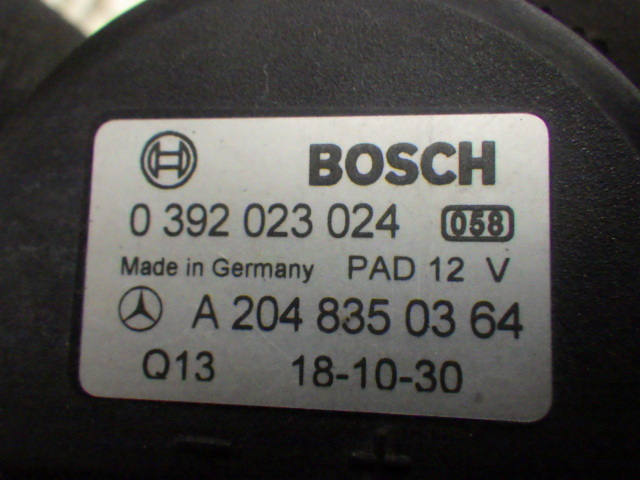 BOSCH
0 392 023 024 058
Made in Germany PAD 12 V
A 204 835 03 64
Q13 18-10-30
- +